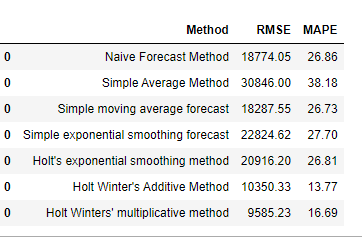 Method RMSE MAPE
0 Naive Forecast Method 18774.05 26.86
0 Simple Average Method 30846.00 38.18
0 Simple moving average forecast 18287.55 26.73
0 Simple exponential smoothing forecast 22824.62 27.70
0 Holt's exponential smoothing method 20916.20 26.81
0 Holt Winter's Additive Method 10350.33 13.77
0 Holt Winters' multiplicative method 9585.23 16.69